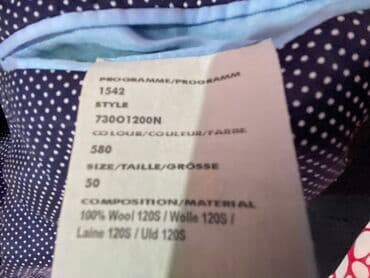 PROGRAMME/PROGRAMM
1542
STYLE
730O1200N
COLOUR/COULEUR/FARBE
580
SIZE/TAILLE/GRÖSSE
50
COMPOSITION/MATERIAL
100% Wool 120S / Wolle 120S /
Laine 120S / Uld 120S